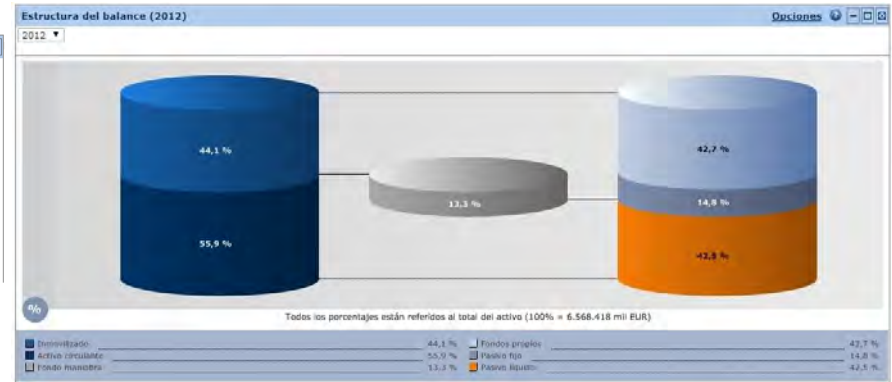 Estructura del balance (2012)
Opciones
2012
44,1 %
55,9 %
13,3 %
42,7 %
14,8 %
42,5 %
%
Todos los porcentajes están referidos al total del activo (100% = 6.568.418 mil EUR)
Inmovilizado 44,1 % Fondos propios 42,7 %
Activo circulante 55,9 % Pasivo fijo 14,8 %
Fondo maniobra 13,3 % Pasivo líquido 42,5 %